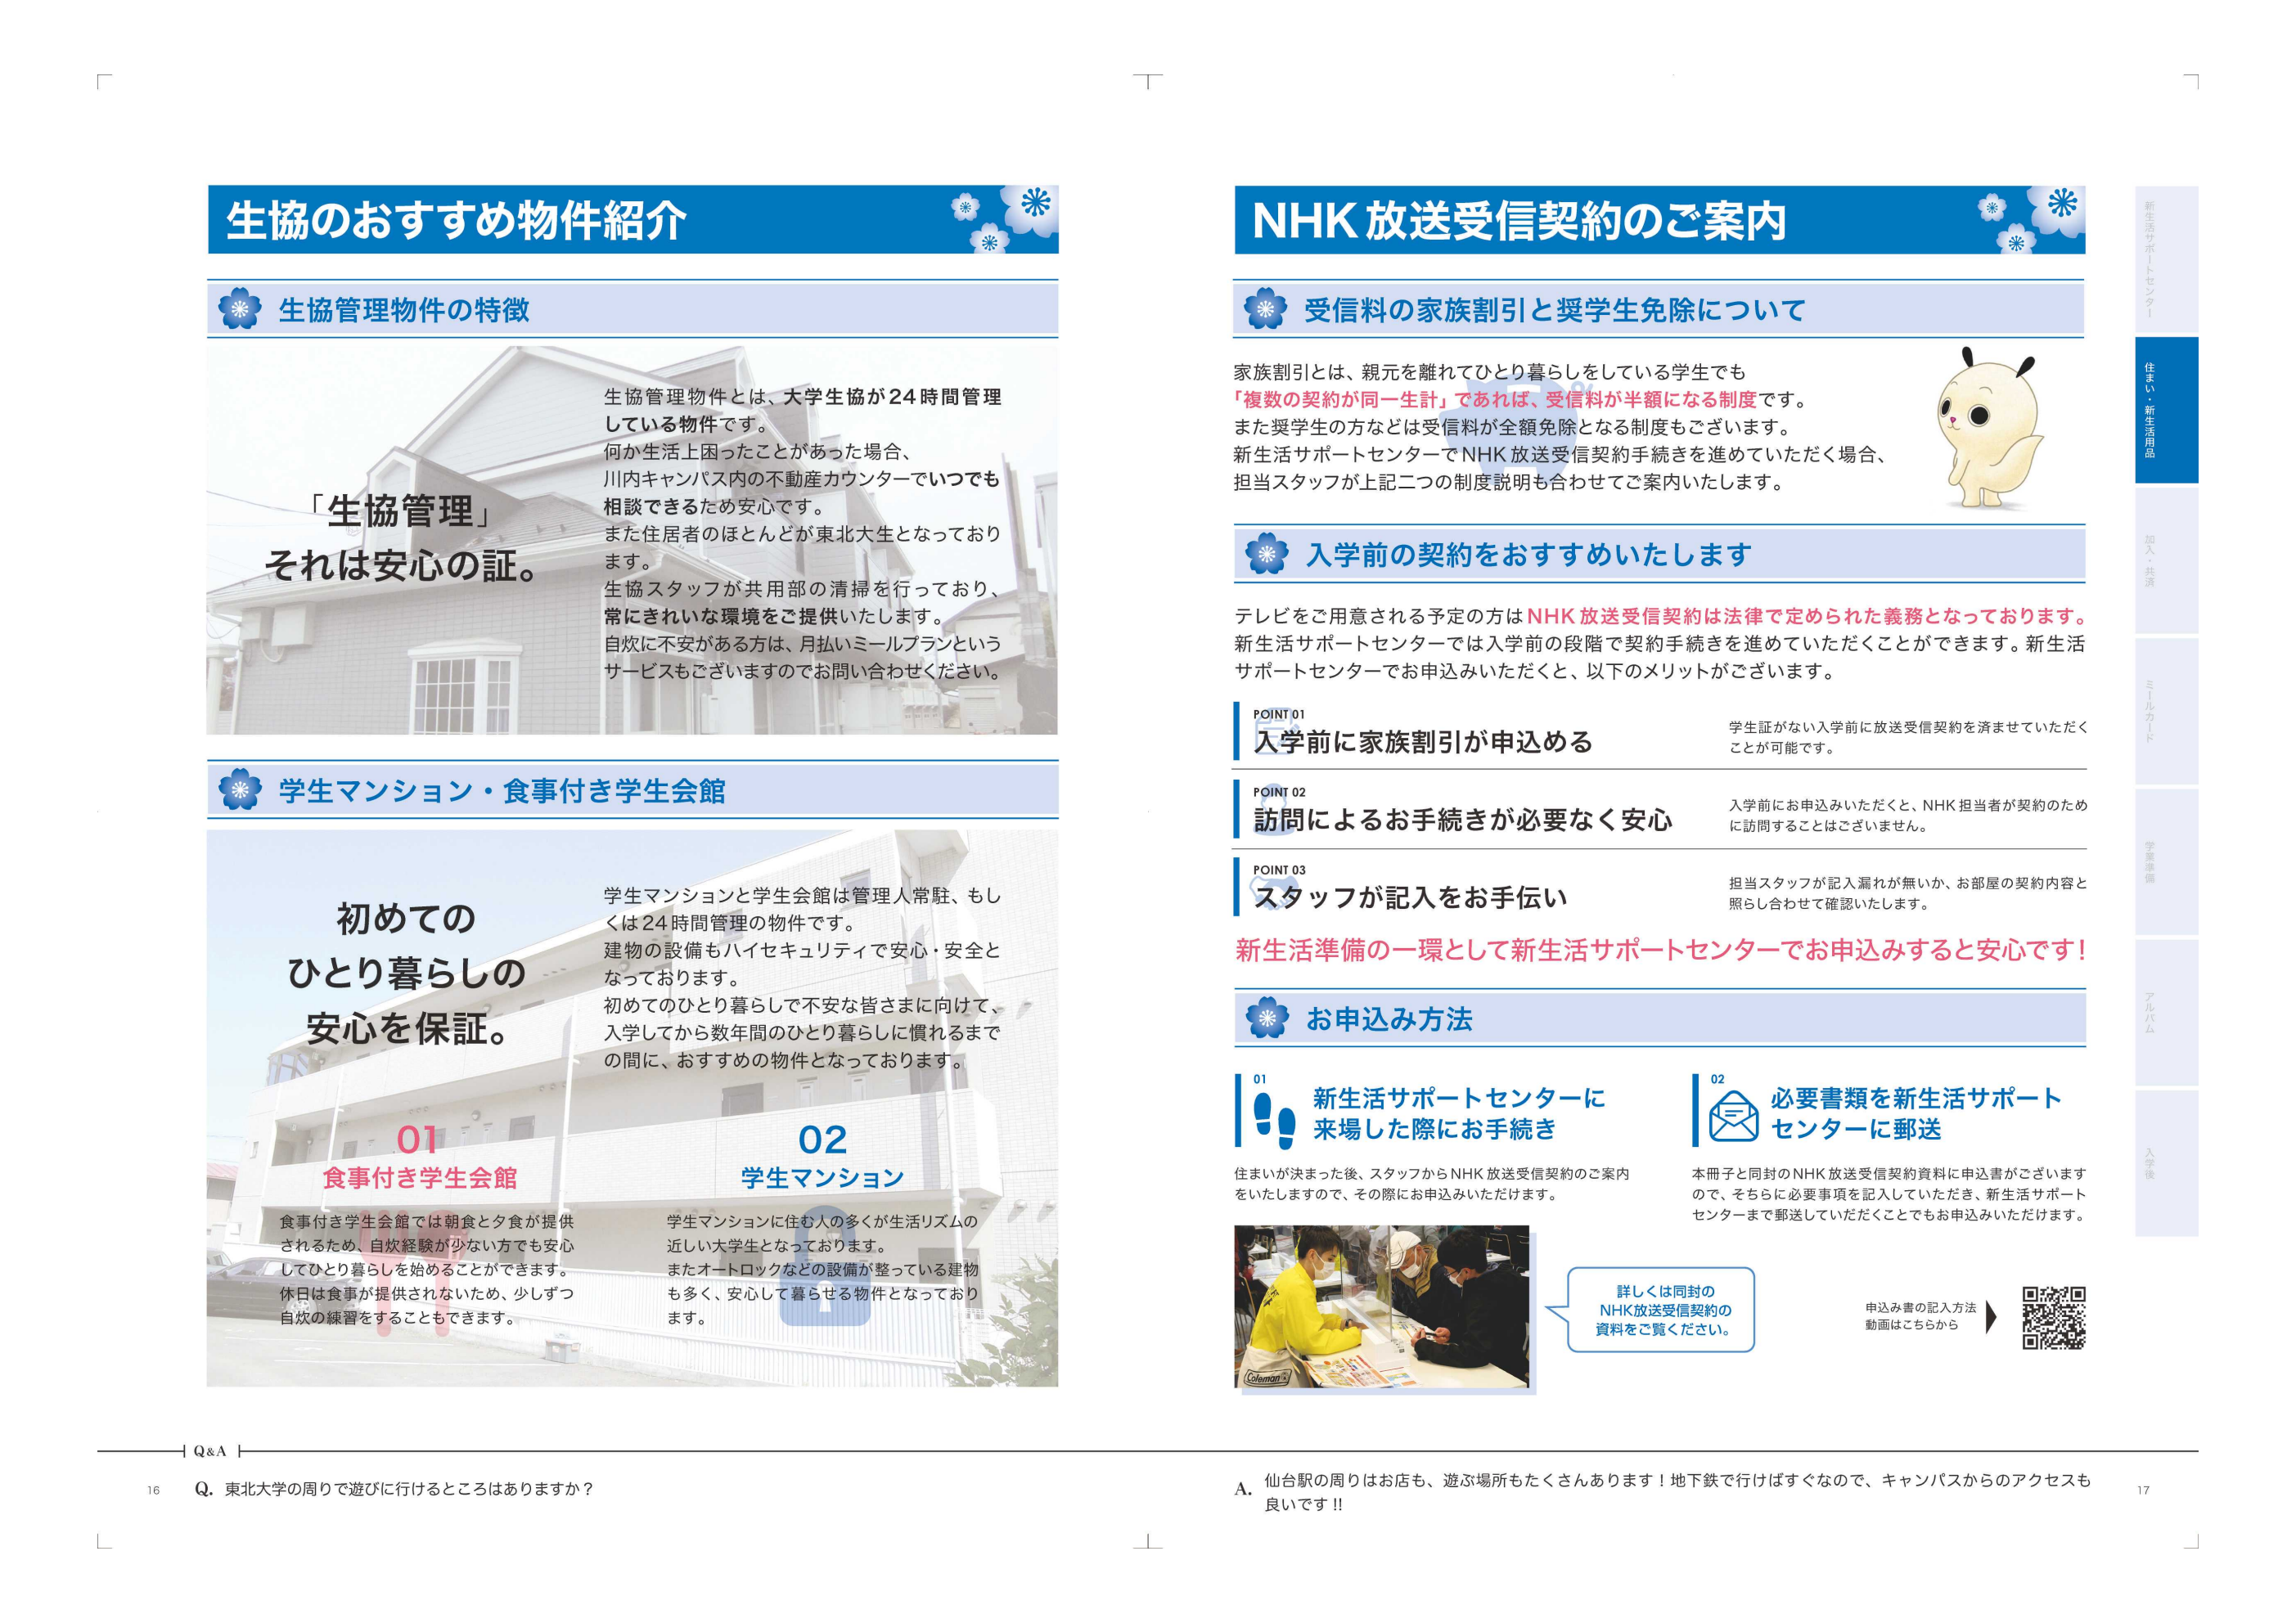 生協のおすすめ物件紹介
生協管理物件の特徴
「生協管理」
それは安心の証。
生協管理物件とは、大学生協が24時間管理
している物件です。
何か生活上困ったことがあった場合、
川内キャンパス内の不動産カウンターでいつでも
相談できるため安心です。
また住居者のほとんどが東北大生となっており
ます。
生協スタッフが共用部の清掃を行っており、
常にきれいな環境をご提供いたします。
自炊に不安がある方は、月払いミールプランという
サービスもございますのでお問い合わせください。
学生マンション・食事付き学生会館
初めての
ひとり暮らしの
安心を保証。
学生マンションと学生会館は管理人常駐、もし
くは24時間管理の物件です。
建物の設備もハイセキュリティで安心・安全と
なっております。
初めてのひとり暮らしで不安な皆さまに向けて、
入学してから数年間のひとり暮らしに慣れるまで
の間に、おすすめの物件となっております。
01
食事付き学生会館
食事付き学生会館では朝食と夕食が提供
されるため、自炊経験が少ない方でも安心
してひとり暮らしを始めることができます。
休日は食事が提供されないため、少しずつ
自炊の練習をすることもできます。
02
学生マンション
学生マンションに住む人の多くが生活リズムの
近しい大学生となっております。
またオートロックなどの設備が整っている建物
も多く、安心して暮らせる物件となっており
ます。
NHK放送受信契約のご案内
受信料の家族割引と奨学生免除について
家族割引とは、親元を離れてひとり暮らしをしている学生でも
「複数の契約が同一生計」であれば、受信料が半額になる制度です。
また奨学生の方などは受信料が全額免除となる制度もございます。
新生活サポートセンターでNHK放送受信契約手続きを進めていただく場合、
担当スタッフが上記二つの制度説明も合わせてご案内いたします。
入学前の契約をおすすめいたします
テレビをご用意される予定の方はNHK放送受信契約は法律で定められた義務となっております。
新生活サポートセンターでは入学前の段階で契約手続きを進めていただくことができます。新生活
サポートセンターでお申込みいただくと、以下のメリットがございます。
POINT 01
入学前に家族割引が申込める
学生証がない入学前に放送受信契約を済ませていただく
ことが可能です。
POINT 02
訪問によるお手続きが必要なく安心
入学前にお申込みいただくと、NHK担当者が契約のため
に訪問することはございません。
POINT 03
スタッフが記入をお手伝い
担当スタッフが記入漏れが無いか、お部屋の契約内容と
照らし合わせて確認いたします。
新生活準備の一環として新生活サポートセンターでお申込みすると安心です！
お申込み方法
01
新生活サポートセンターに
来場した際にお手続き
住まいが決まった後、スタッフからNHK放送受信契約のご案内
をいたしますので、その際にお申込みいただけます。
02
必要書類を新生活サポート
センターに郵送
本冊子と同封のNHK放送受信契約資料に申込書がございます
ので、そちらに必要事項を記入していただき、新生活サポート
センターまで郵送していだだくことでもお申込みいただけます。
Coleman
詳しくは同封の
NHK放送受信契約の
資料をご覧ください。
申込み書の記入方法
動画はこちらから
新生活サポートセンター
住まい・新生活用品
加入・共済
ミールカード
学業準備
アルバム
入学後
Q&A
16
Q. 東北大学の周りで遊びに行けるところはありますか？
A. 仙台駅の周りはお店も、遊ぶ場所もたくさんあります！地下鉄で行けばすぐなので、キャンパスからのアクセスも
良いです!!
17